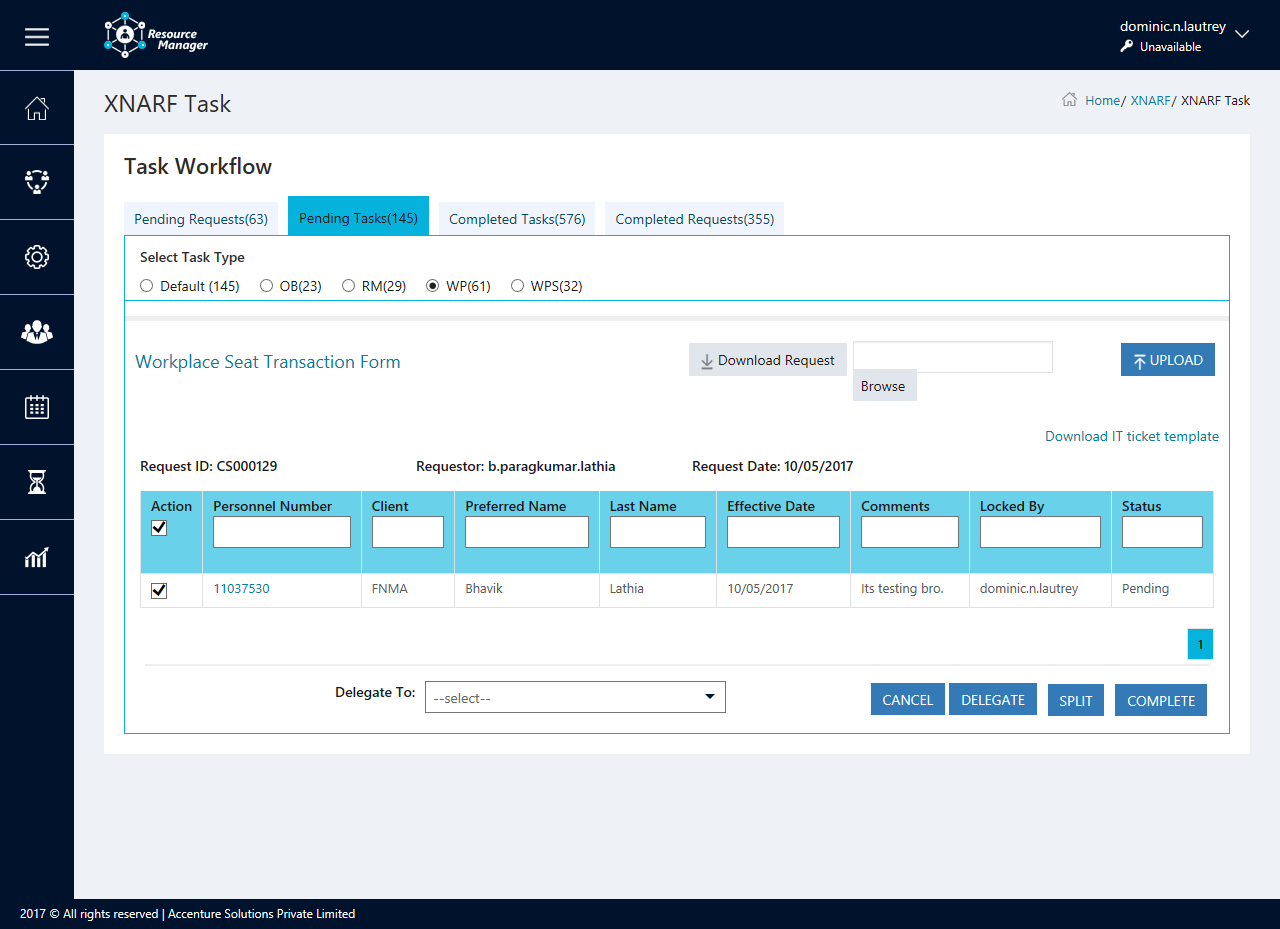 Resource
Manager
dominic.n.lautrey
Unavailable
XNARF Task
Home/ XNARF/ XNARF Task
Task Workflow
Pending Requests(63) Pending Tasks(145) Completed Tasks(576) Completed Requests(355)
Select Task Type
Default (145) OB(23) RM(29) WP(61) WPS(32)
Workplace Seat Transaction Form
Download Request
UPLOAD
Browse
Download IT ticket template
Request ID: CS000129 Requestor: b.paragkumar.lathia Request Date: 10/05/2017
Action Personnel Number Client Preferred Name Last Name Effective Date Comments Locked By Status
11037530 FNMA Bhavik Lathia 10/05/2017 Its testing bro. dominic.n.lautrey Pending
1
Delegate To: --select-- CANCEL DELEGATE SPLIT COMPLETE
2017 © All rights reserved | Accenture Solutions Private Limited